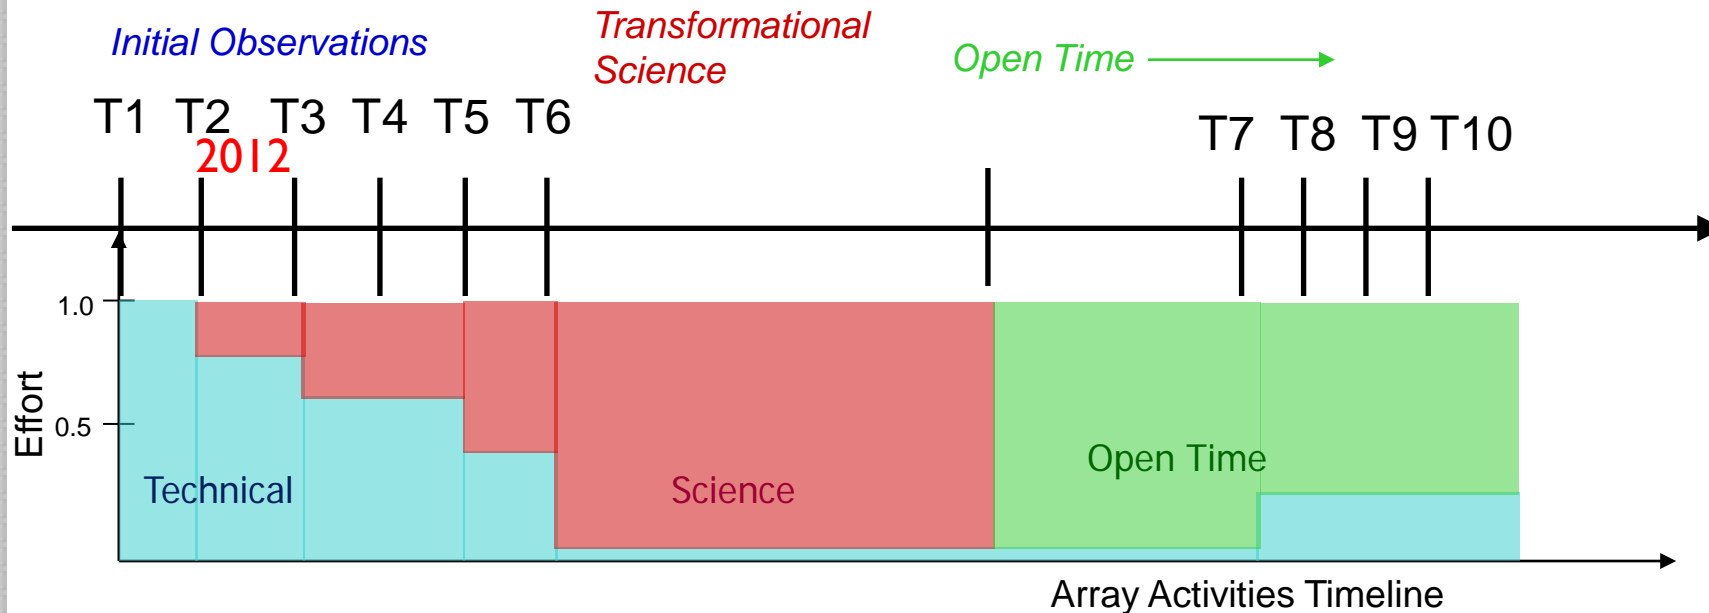 Initial Observations
Transformational
Science
Open Time
T1 T2 T3 T4 T5 T6
T7 T8 T9 T10
2012
1.0
0.5
Effort
Technical
Science
Open Time
Array Activities Timeline